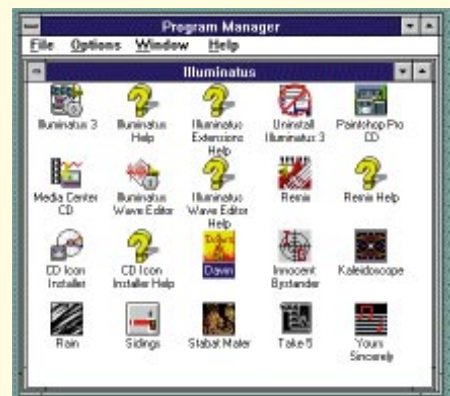 Program Manager
File Options Window Help
Illuminatus
Illuminatus 3
Illuminatus
Help
Illuminatus
Extensions
Help
Uninstall
Illuminatus 3
Paintshop Pro
CD
Media Center
CD
Illuminatus
Wave Editor
Illuminatus
Wave Editor
Help
Remix
Remix Help
CD Icon
Installer
CD Icon
Installer Help
Davin
Innocent
Bystander
Kaleidoscope
Rain
Sidings
Stabat Mater
Take 5
Yours
Sincerely